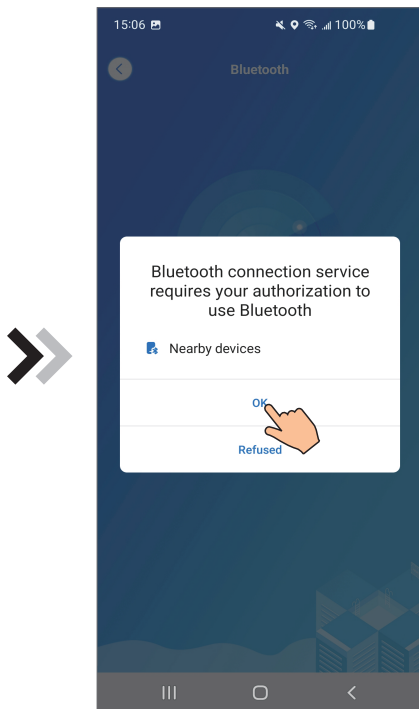 15:06 100%
Bluetooth
Bluetooth connection service
requires your authorization to
use Bluetooth
Nearby devices
OK
Refused